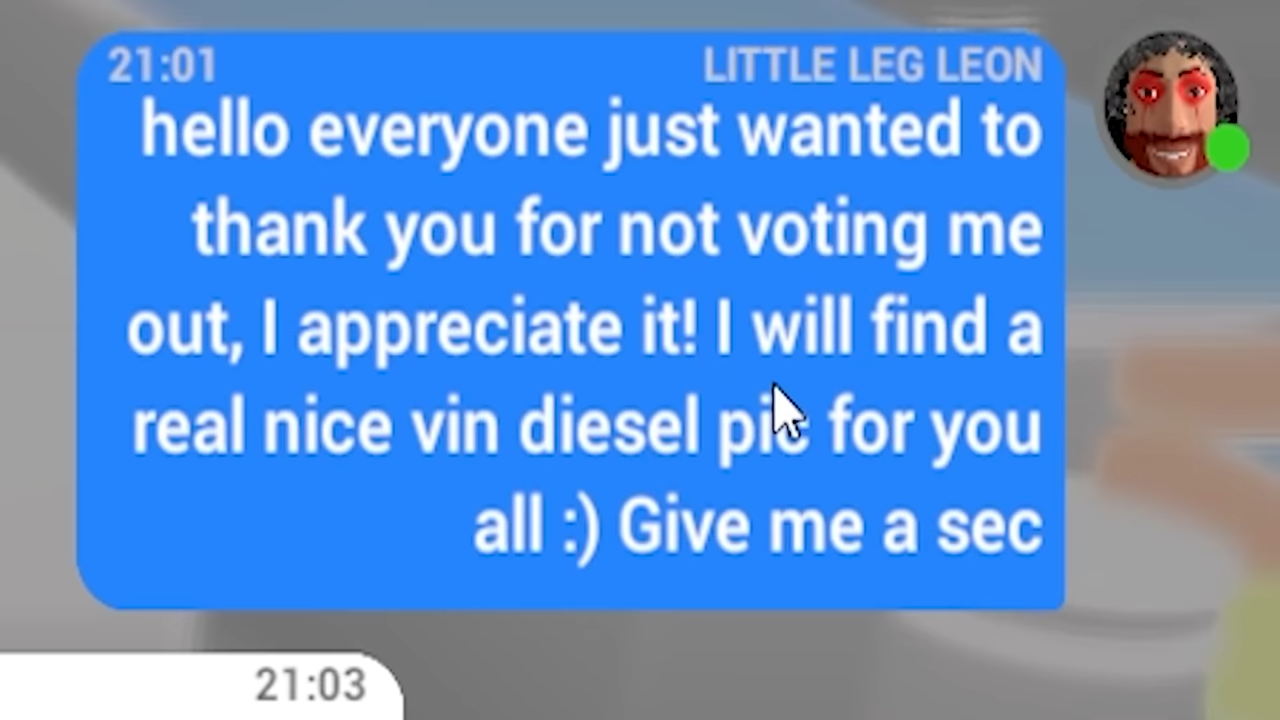 21:01 LITTLE LEG LEON
hello everyone just wanted to
thank you for not voting me
out, I appreciate it! I will find a
real nice vin diesel pic for you
all :) Give me a sec
21:03